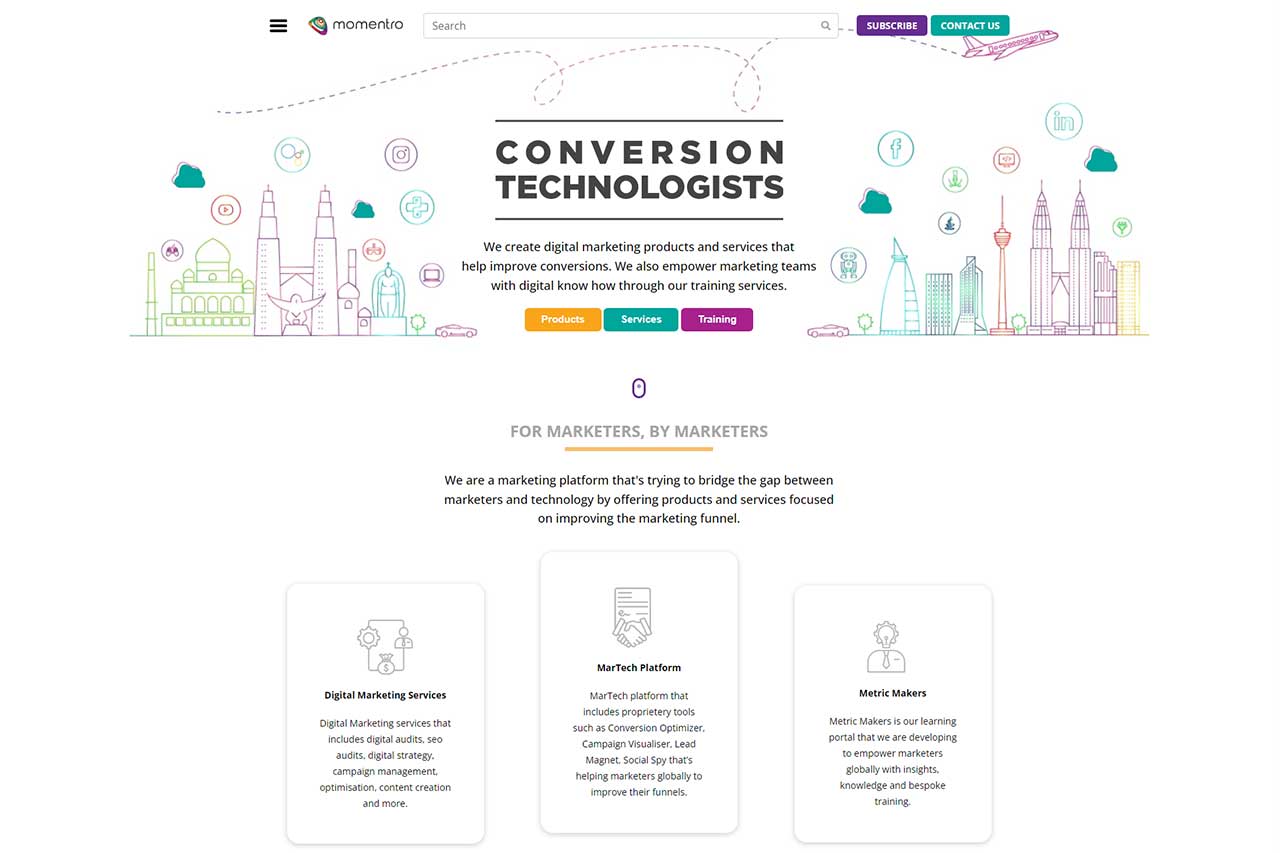 momentro
Search
SUBSCRIBE
CONTACT US
CONVERSION
TECHNOLOGISTS
We create digital marketing products and services that
help improve conversions. We also empower marketing teams
with digital know how through our training services.
Products
Services
Training
FOR MARKETERS, BY MARKETERS
We are a marketing platform that's trying to bridge the gap between
marketers and technology by offering products and services focused
on improving the marketing funnel.
Digital Marketing Services
Digital Marketing services that
includes digital audits, seo
audits, digital strategy,
campaign management,
optimisation, content creation
and more.
MarTech Platform
MarTech platform that
includes proprietery tools
such as Conversion Optimizer,
Campaign Visualiser, Lead
Magnet, Social Spy that's
helping marketers globally to
improve their funnels.
Metric Makers
Metric Makers is our learning
portal that we are developing
to empower marketers
globally with insights,
knowledge and bespoke
training.